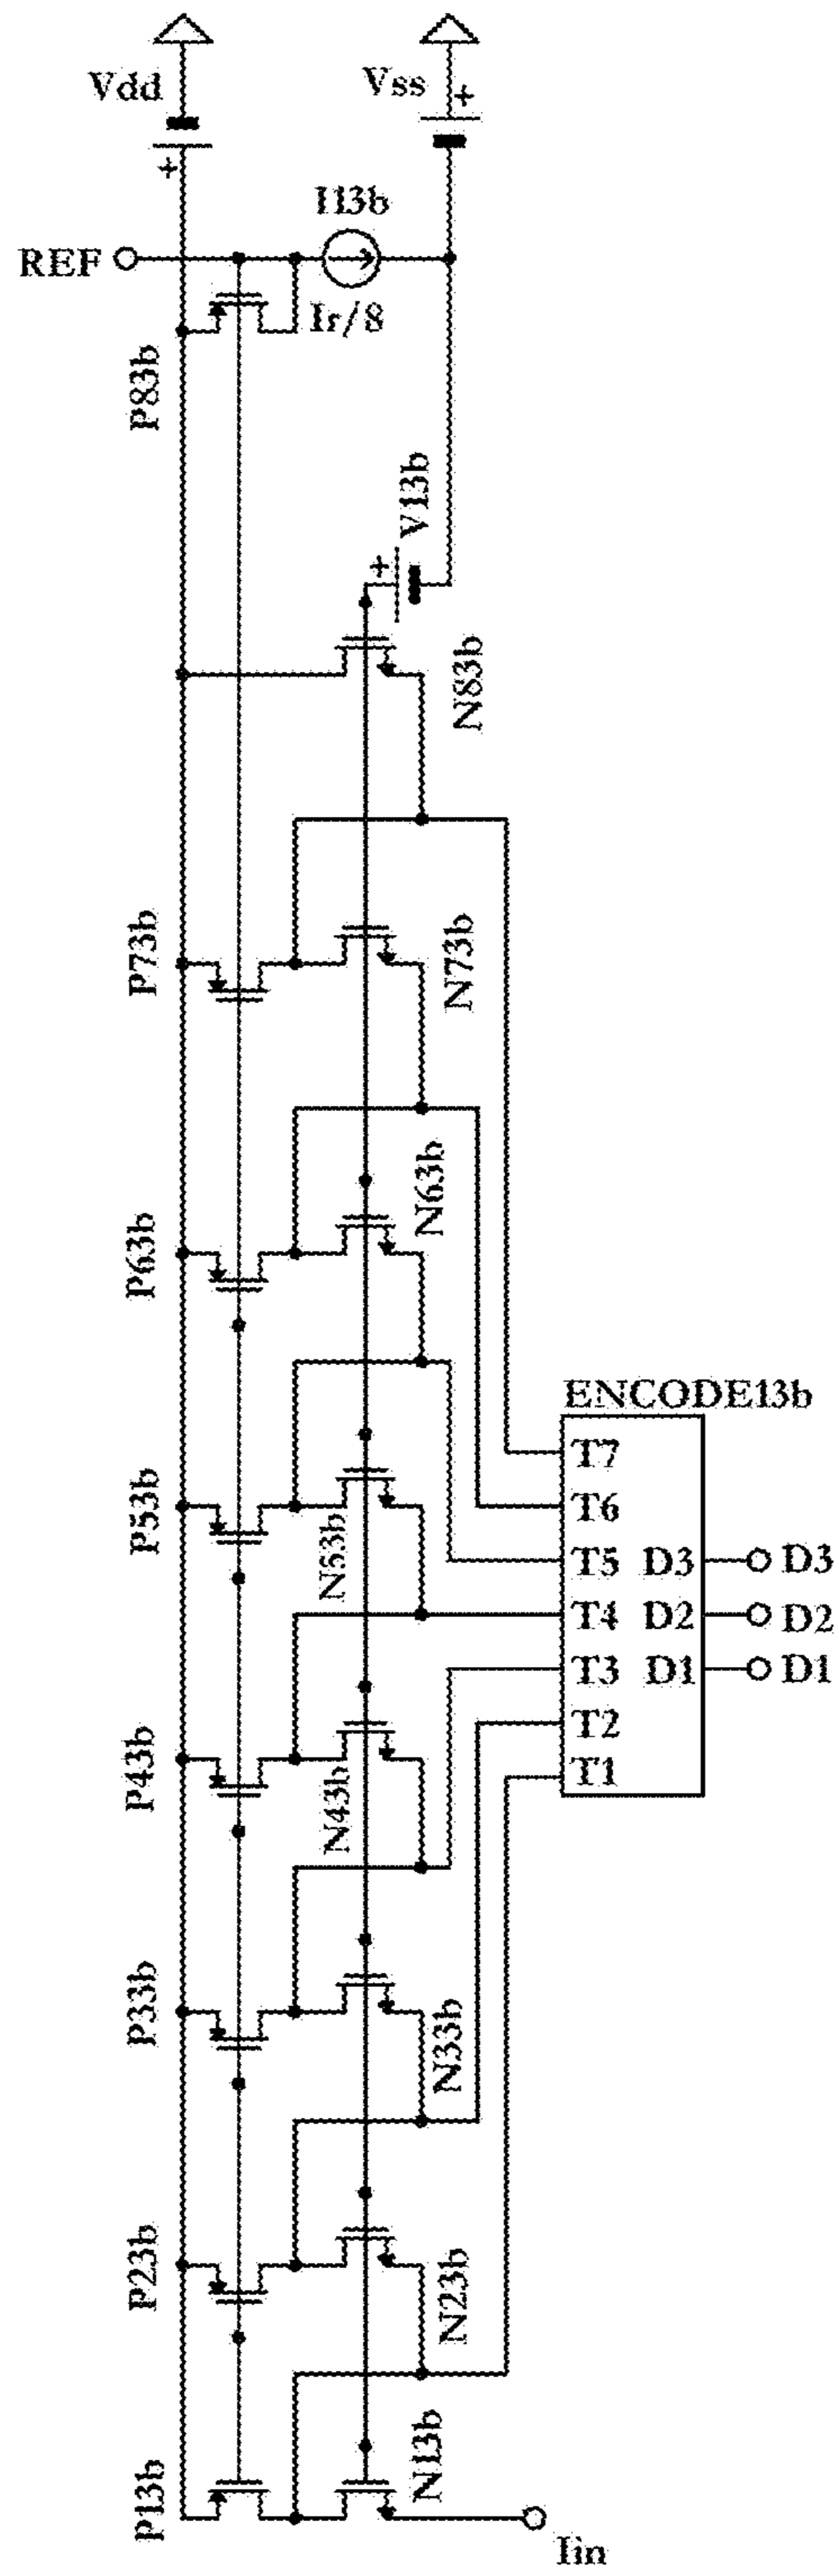 Vdd
Vss
+
+
I13b
REF
Ir/8
P83b
V13b
+
N83b
P73b
N73b
N63b
P63b
ENCODE13b
T7
P53b
T6
N53b
T5 D3 D3
T4 D2 D2
T3 D1 D1
T2
P43b
T1
N43b
P33b
N33b
P23b
N23b
N13b
P13b
Iin